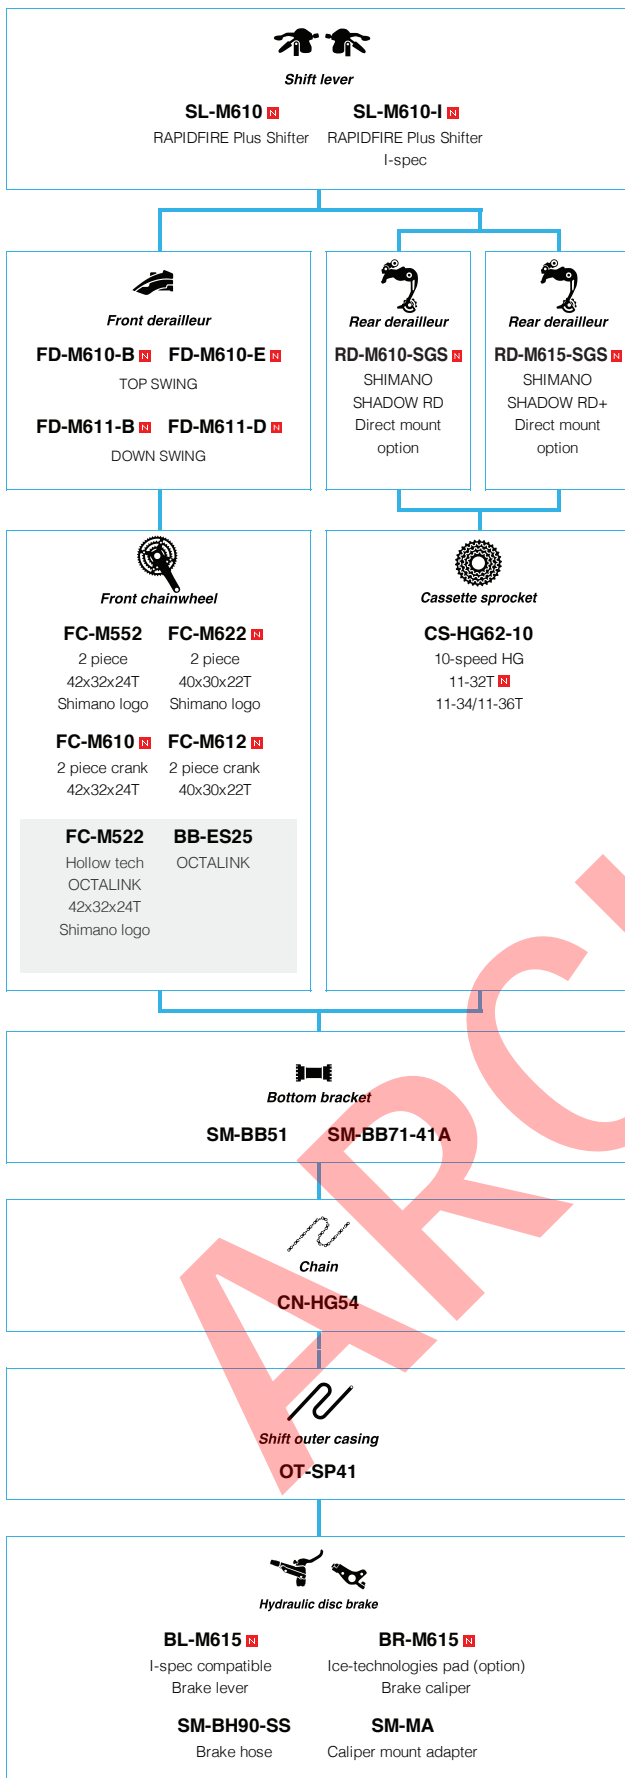 Shift lever
SL-M610 N SL-M610-I N
RAPIDFIRE Plus Shifter RAPIDFIRE Plus Shifter
I-spec
Front derailleur
FD-M610-B N FD-M610-E N
TOP SWING
FD-M611-B N FD-M611-D N
DOWN SWING
Rear derailleur
RD-M610-SGS N
SHIMANO
SHADOW RD
Direct mount
option
Rear derailleur
RD-M615-SGS N
SHIMANO
SHADOW RD+
Direct mount
option
Front chainwheel
FC-M552 FC-M622 N
2 piece 2 piece
42x32x24T 40x30x22T
Shimano logo Shimano logo
FC-M610 N FC-M612 N
2 piece crank 2 piece crank
42x32x24T 40x30x22T
FC-M522 BB-ES25
Hollow tech OCTALINK
OCTALINK
42x32x24T
Shimano logo
Cassette sprocket
CS-HG62-10
10-speed HG
11-32T N
11-34/11-36T
Bottom bracket
SM-BB51 SM-BB71-41A
Chain
CN-HG54
Shift outer casing
OT-SP41
Hydraulic disc brake
BL-M615 N BR-M615 N
I-spec compatible Ice-technologies pad (option)
Brake lever Brake caliper
SM-BH90-SS SM-MA
Brake hose Caliper mount adapter